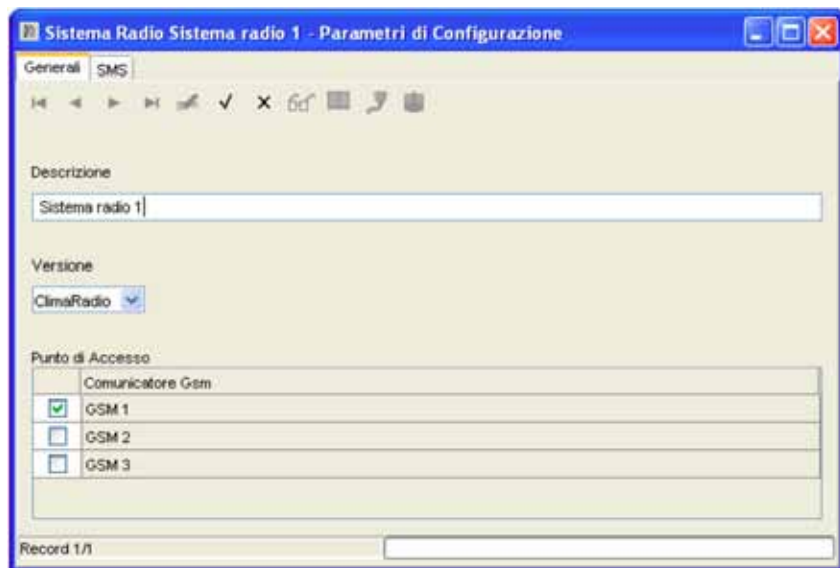 Sistema Radio Sistema radio 1 - Parametri di Configurazione
Generali SMS
Descrizione
Sistema radio 1
Versione
ClimaRadio
Punto di Accesso
Comunicatore Gsm
GSM 1
GSM 2
GSM 3
Record 1/1